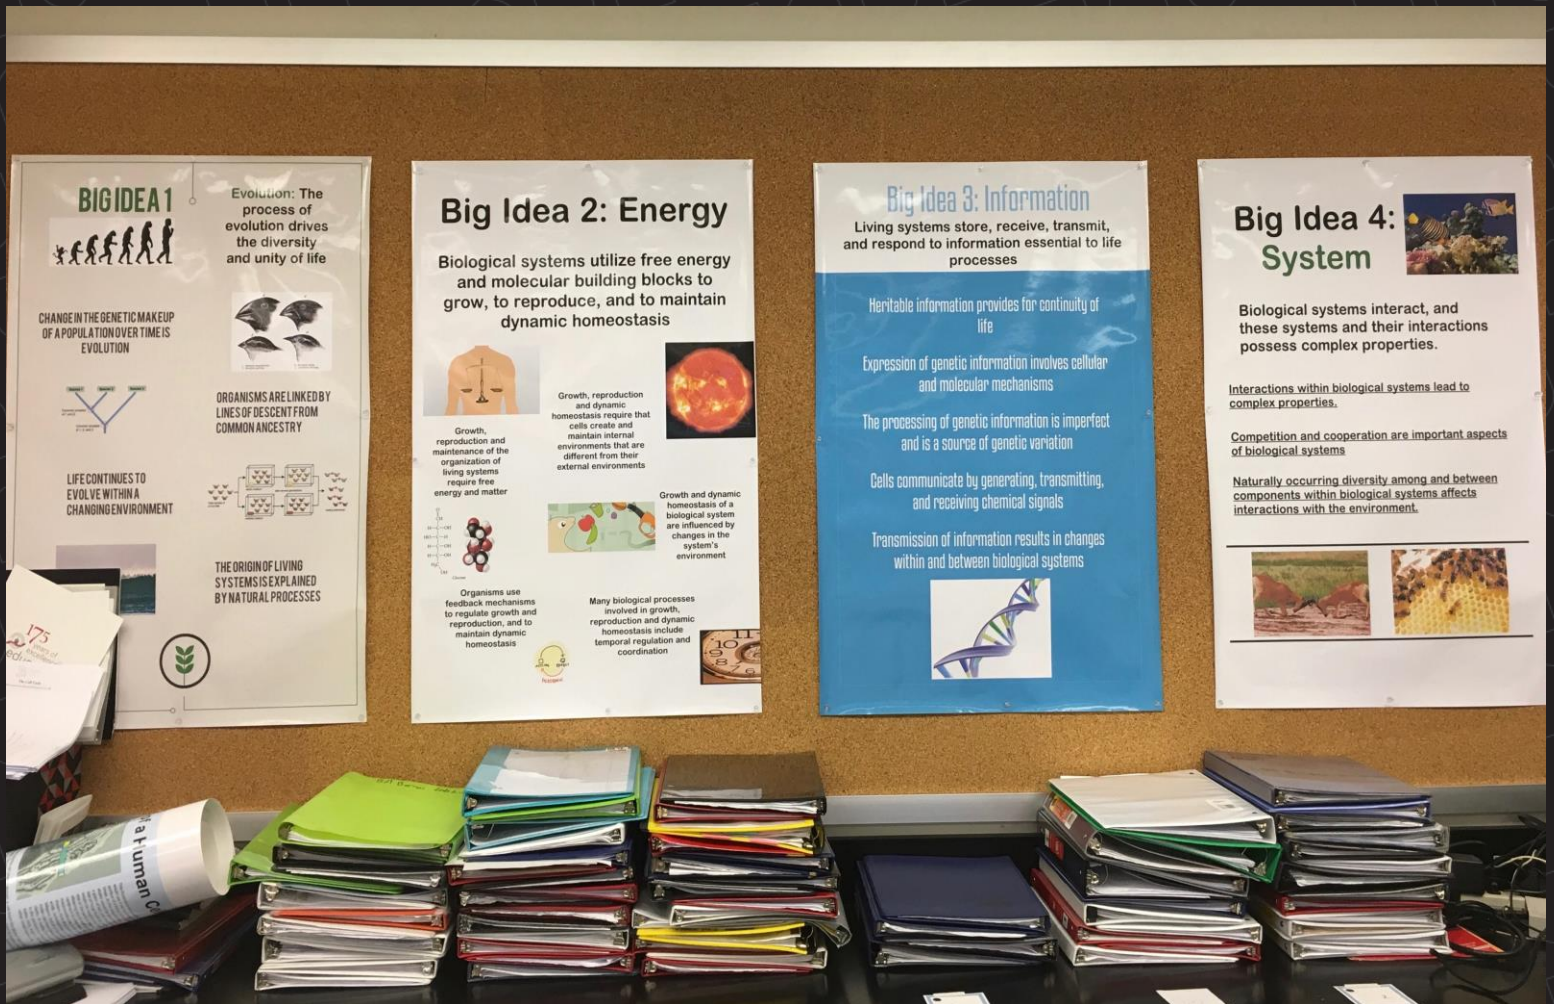 BIG IDEA 1
Evolution: The
process of
evolution drives
the diversity
and unity of life
CHANGE IN THE GENETIC MAKEUP
OF A POPULATION OVER TIME IS
EVOLUTION
ORGANISMS ARE LINKED BY
LINES OF DESCENT FROM
COMMON ANCESTRY
LIFE CONTINUES TO
EVOLVE WITHIN A
CHANGING ENVIRONMENT
THE ORIGIN OF LIVING
SYSTEMS IS EXPLAINED
BY NATURAL PROCESSES
Big Idea 2: Energy
Biological systems utilize free energy
and molecular building blocks to
grow, to reproduce, and to maintain
dynamic homeostasis
Growth,
reproduction and
maintenance of the
organization of
living systems
require free
energy and matter
Growth, reproduction
and dynamic
homeostasis require that
cells create and
maintain internal
environments that are
different from their
external environments
Growth and dynamic
homeostasis of a
biological system
are influenced by
changes in the
system's
environment
Organisms use
feedback mechanisms
to regulate growth and
reproduction, and to
maintain dynamic
homeostasis
Many biological processes
involved in growth,
reproduction and dynamic
homeostasis include
temporal regulation and
coordination
Big Idea 3: Information
Living systems store, receive, transmit,
and respond to information essential to life
processes
Heritable information provides for continuity of
life
Expression of genetic information involves cellular
and molecular mechanisms
The processing of genetic information is imperfect
and is a source of genetic variation
Cells communicate by generating, transmitting,
and receiving chemical signals
Transmission of information results in changes
within and between biological systems
Big Idea 4:
System
Biological systems interact, and
these systems and their interactions
possess complex properties.
Interactions within biological systems lead to
complex properties.
Competition and cooperation are important aspects
of biological systems
Naturally occurring diversity among and between
components within biological systems affects
interactions with the environment.
175
years of
a Human